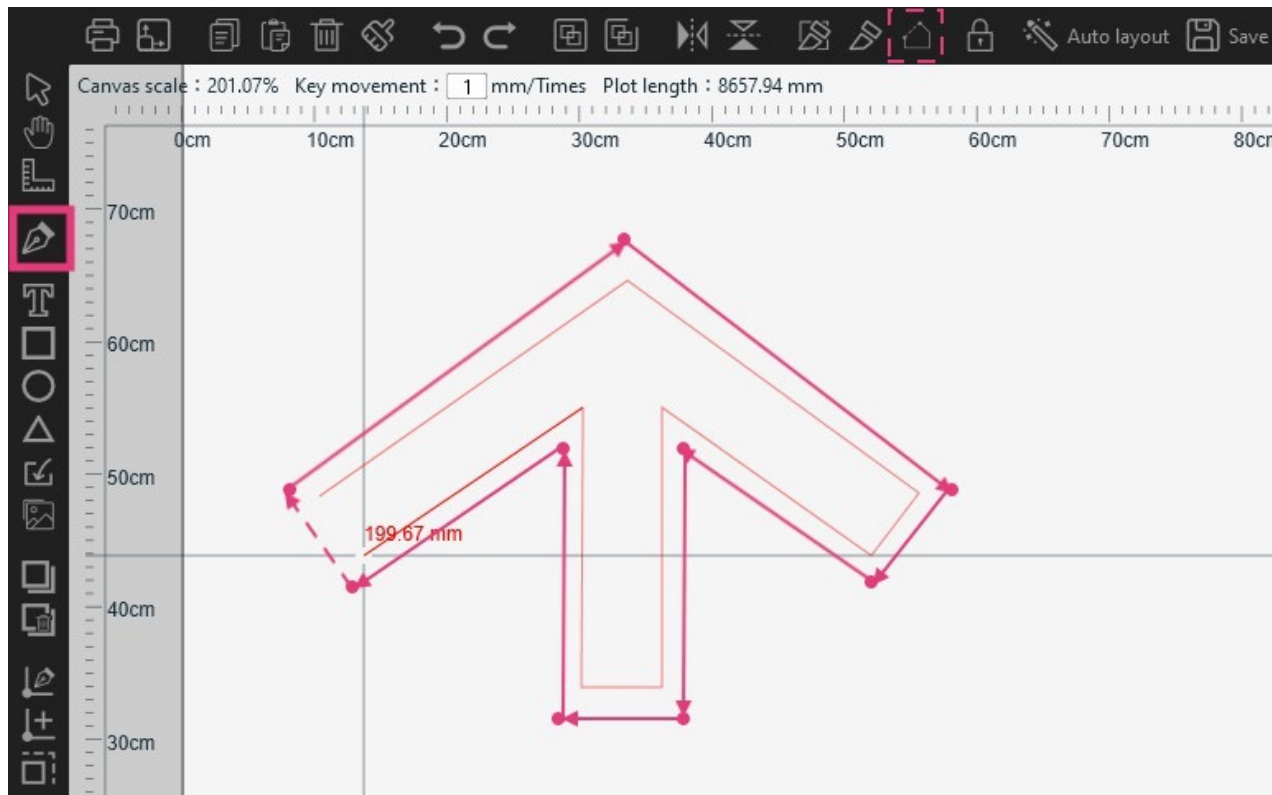 Auto layout Save
Canvas scale：201.07% Key movement： 1 mm/Times Plot length：8657.94 mm
0cm 10cm 20cm 30cm 40cm 50cm 60cm 70cm 80cm
70cm
60cm
50cm
199.67 mm
40cm
30cm